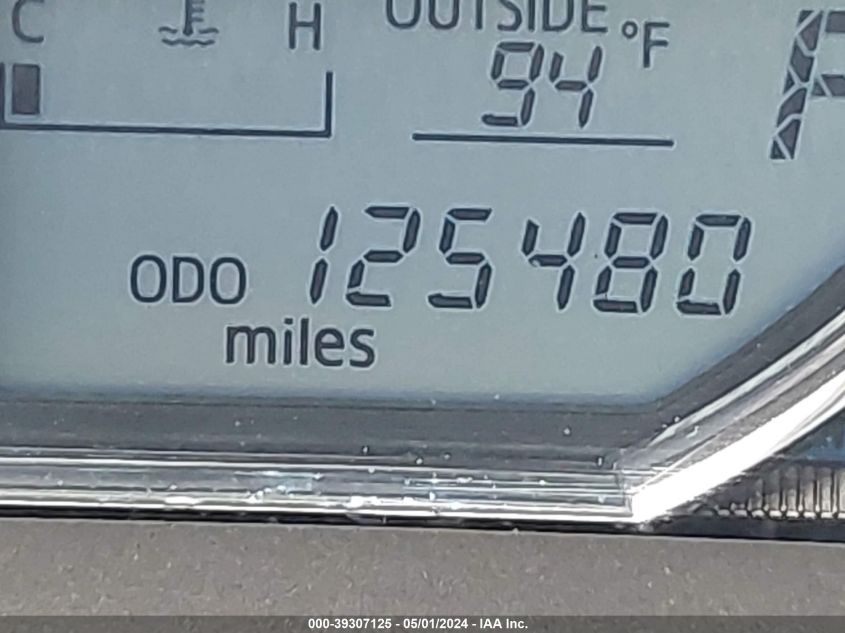 C H OUTSIDE °F
94
ODO 125480
miles
000-39307125 - 05/01/2024 - IAA Inc.